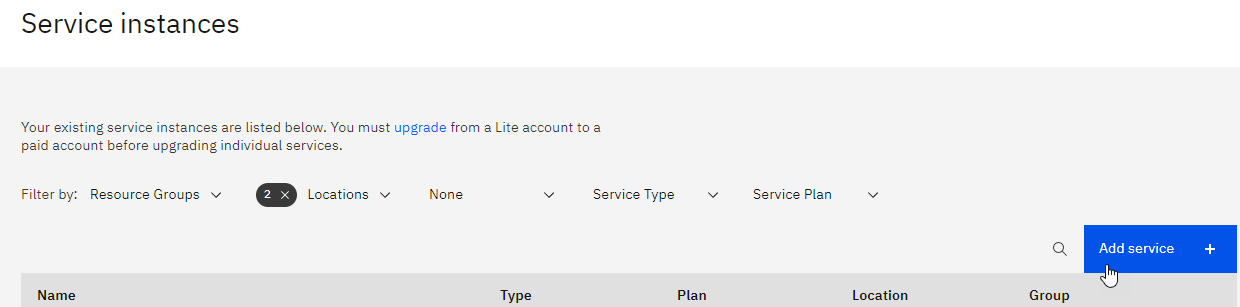 Service instances
Your existing service instances are listed below. You must upgrade from a Lite account to a
paid account before upgrading individual services.
Filter by: Resource Groups 2 Locations None Service Type Service Plan
Add service +
Name Type Plan Location Group